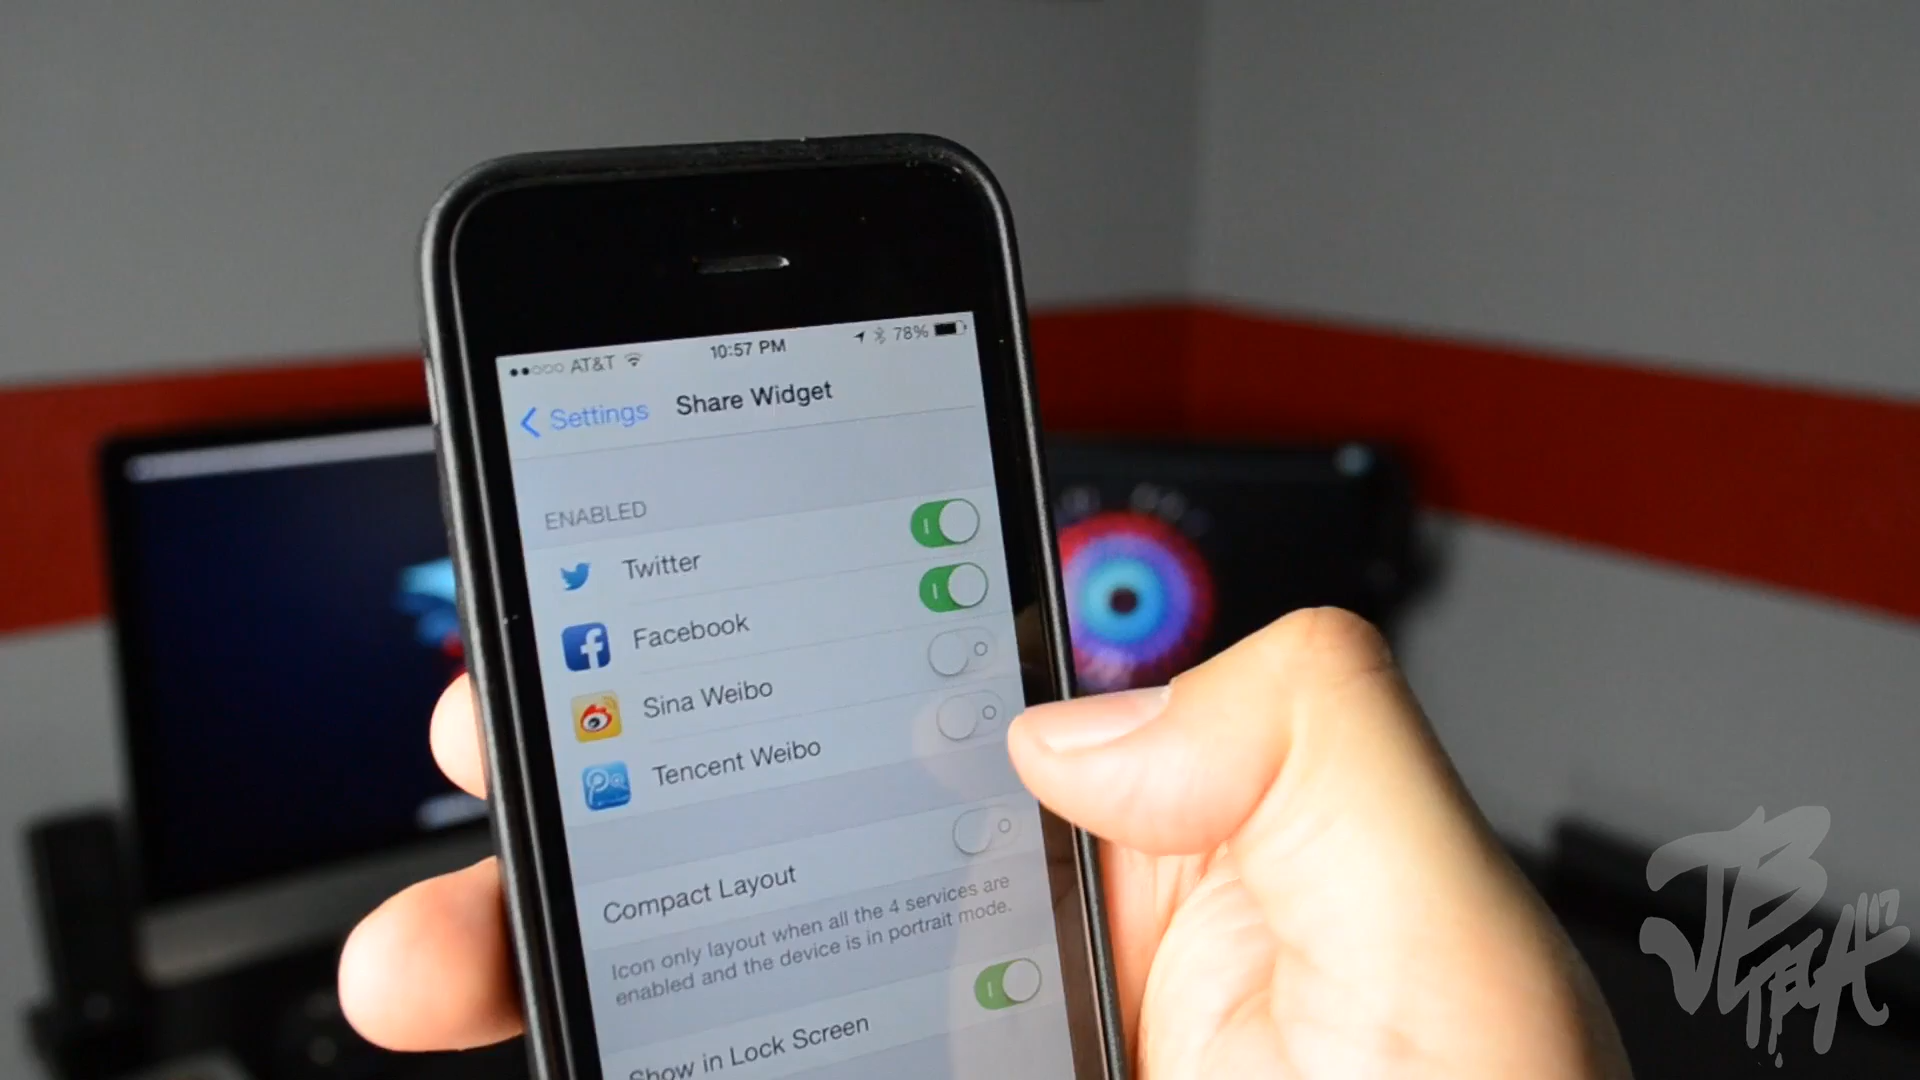 AT&T 10:57 PM 78%
Settings Share Widget
ENABLED
Twitter
Facebook
Sina Weibo
Tencent Weibo
Compact Layout
Icon only layout when all the 4 services are
enabled and the device is in portrait mode.
Show in Lock Screen